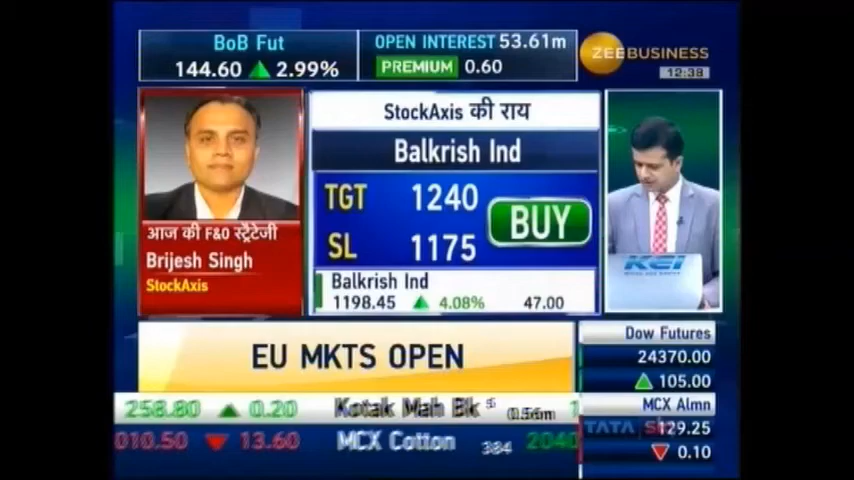 BoB Fut
144.60 ▲ 2.99%
OPEN INTEREST 53.61m
PREMIUM 0.60
ZEEBUSINESS
12:38
StockAxis की राय
Balkrish Ind
TGT 1240
SL 1175
BUY
Balkrish Ind
1198.45 ▲ 4.08% 47.00
आज की F&O स्ट्रैटेजी
Brijesh Singh
StockAxis
KEI
EU MKTS OPEN
Dow Futures
24370.00
▲ 105.00
MCX Almn
129.25
▼ 0.10
TATA
258.80 ▲ 0.20 Kotak Mah Bk
010.50 ▼ 13.60 MCX Cotton